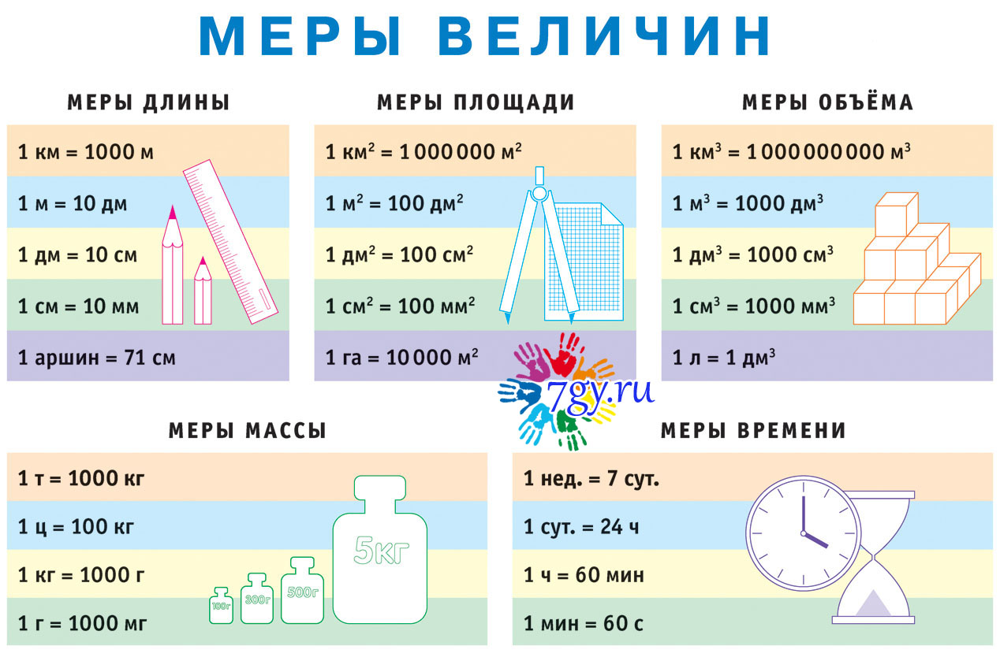 МЕРЫ ВЕЛИЧИН
МЕРЫ ДЛИНЫ
1 км = 1000 м
1 м = 10 дм
1 дм = 10 см
1 см = 10 мм
1 аршин = 71 см
МЕРЫ ПЛОЩАДИ
1 км² = 1 000 000 м²
1 м² = 100 дм²
1 дм² = 100 см²
1 см² = 100 мм²
1 га = 10 000 м²
МЕРЫ ОБЪЁМА
1 км³ = 1 000 000 000 м³
1 м³ = 1000 дм³
1 дм³ = 1000 см³
1 см³ = 1000 мм³
1 л = 1 дм³
7gy.ru
МЕРЫ МАССЫ
1 т = 1000 кг
1 ц = 100 кг
1 кг = 1000 г
1 г = 1000 мг
100г
300г
500г
5кг
МЕРЫ ВРЕМЕНИ
1 нед. = 7 сут.
1 сут. = 24 ч
1 ч = 60 мин
1 мин = 60 с